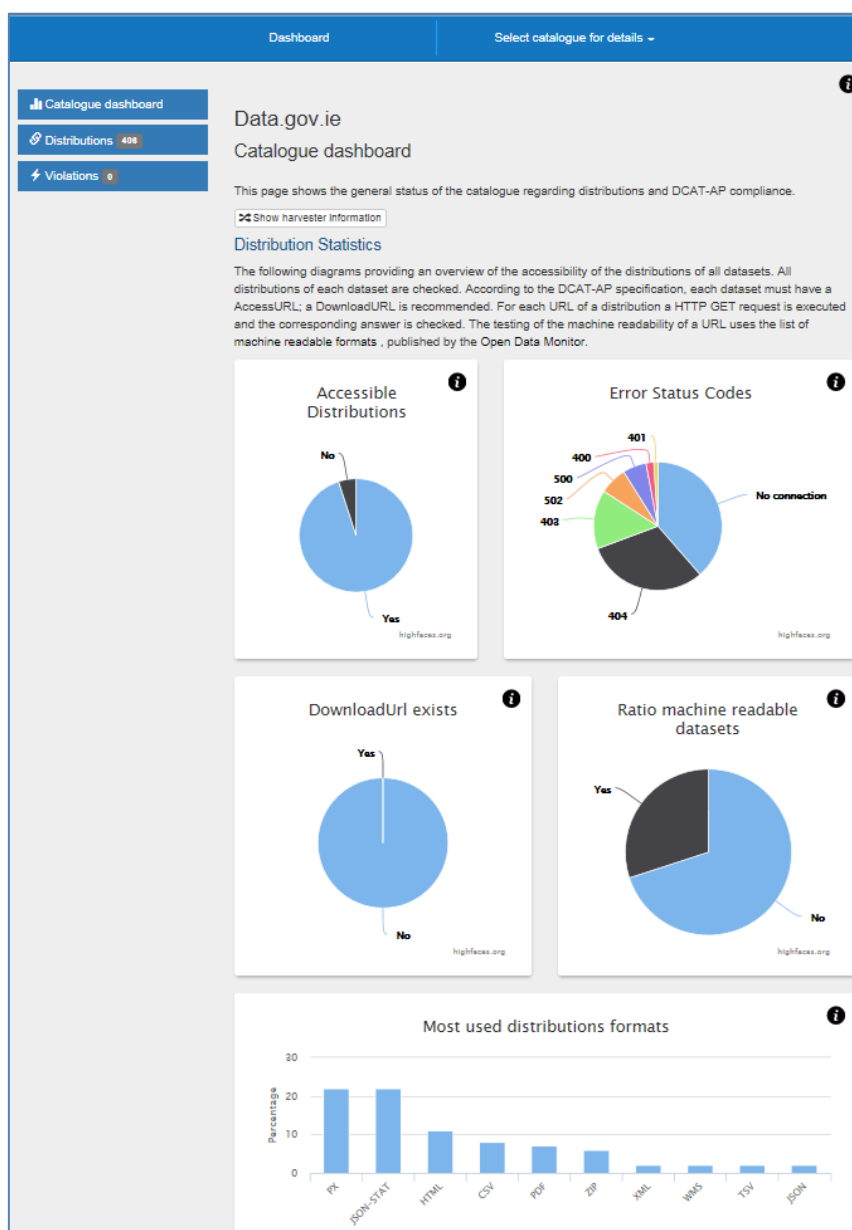 Dashboard
Select catalogue for details
Catalogue dashboard
Distributions 408
Violations 0
Data.gov.ie
Catalogue dashboard
This page shows the general status of the catalogue regarding distributions and DCAT-AP compliance.
Show harvester information
Distribution Statistics
The following diagrams providing an overview of the accessibility of the distributions of all datasets. All
distributions of each dataset are checked. According to the DCAT-AP specification, each dataset must have a
AccessURL; a DownloadURL is recommended. For each URL of a distribution a HTTP GET request is executed
and the corresponding answer is checked. The testing of the machine readability of a URL uses the list of
machine readable formats , published by the Open Data Monitor.
Accessible
Distributions
No
Yes
highfaces.org
Error Status Codes
401
400
500
502
403
404
No connection
highfaces.org
DownloadUrl exists
Yes
No
highfaces.org
Ratio machine readable
datasets
Yes
No
highfaces.org
Most used distributions formats
Percentage
30
20
10
0
PX
JSON-STAT
HTML
CSV
PDF
ZIP
XML
WMS
TSV
JSON